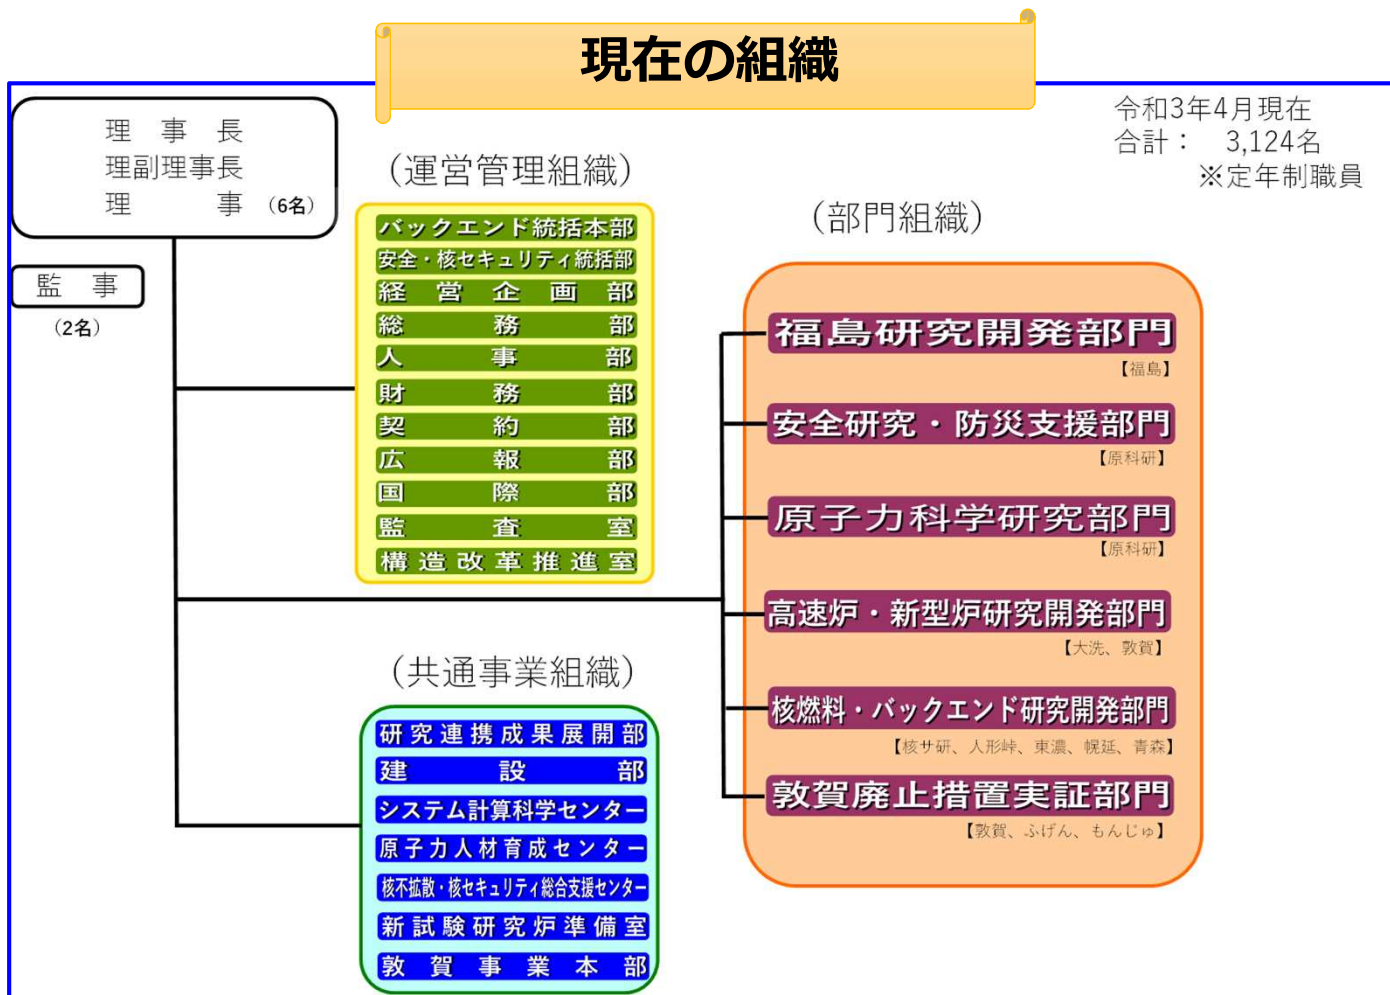 現在の組織
令和3年4月現在
合計： 3,124名
※定年制職員
理事長
理副理事長
理事（6名）
監事
（2名）
（運営管理組織）
バックエンド統括本部
安全・核セキュリティ統括部
経営企画部
総務部
人事部
財務部
契約部
広報部
国際部
監査室
構造改革推進室
（共通事業組織）
研究連携成果展開部
建設部
システム計算科学センター
原子力人材育成センター
核不拡散・核セキュリティ総合支援センター
新試験研究炉準備室
敦賀事業本部
（部門組織）
福島研究開発部門
【福島】
安全研究・防災支援部門
【原科研】
原子力科学研究部門
【原科研】
高速炉・新型炉研究開発部門
【大洗、敦賀】
核燃料・バックエンド研究開発部門
【核サ研、人形峠、東濃、幌延、青森】
敦賀廃止措置実証部門
【敦賀、ふげん、もんじゅ】